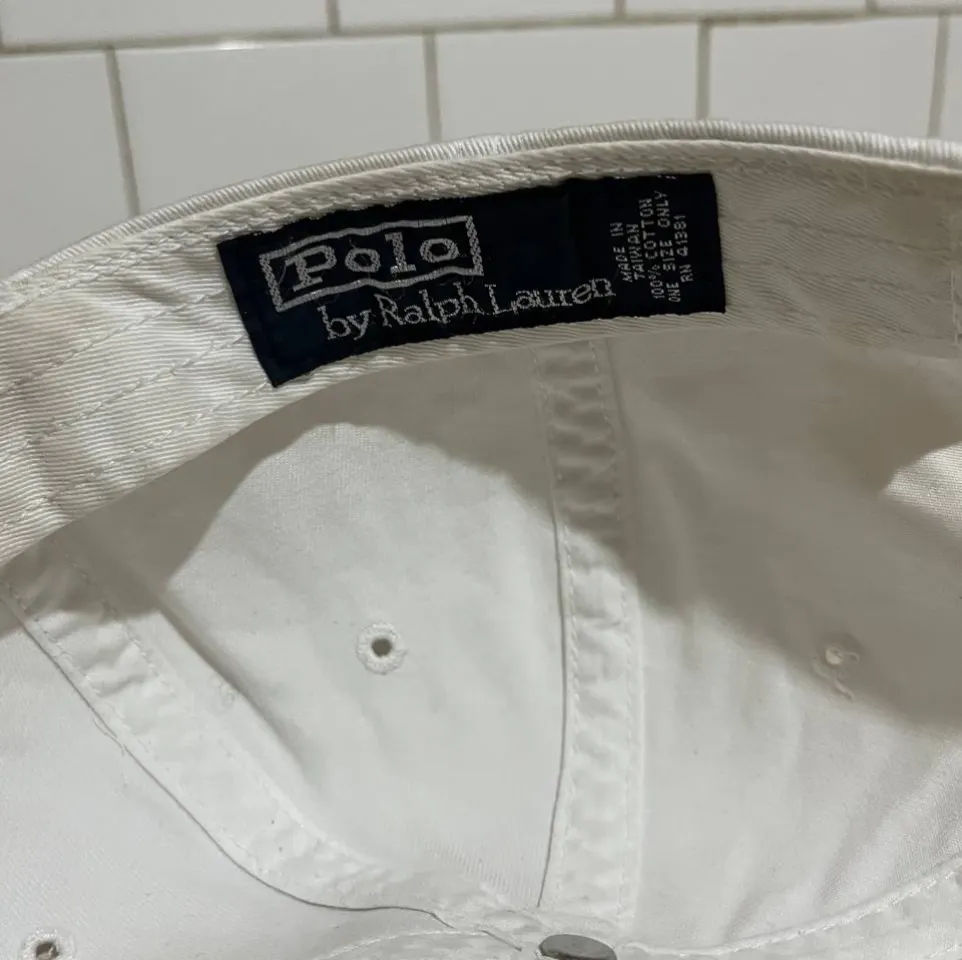 Polo
by Ralph Lauren
MADE IN
TAIWAN
100% COTTON
ONE SIZE ONLY
RN 41381